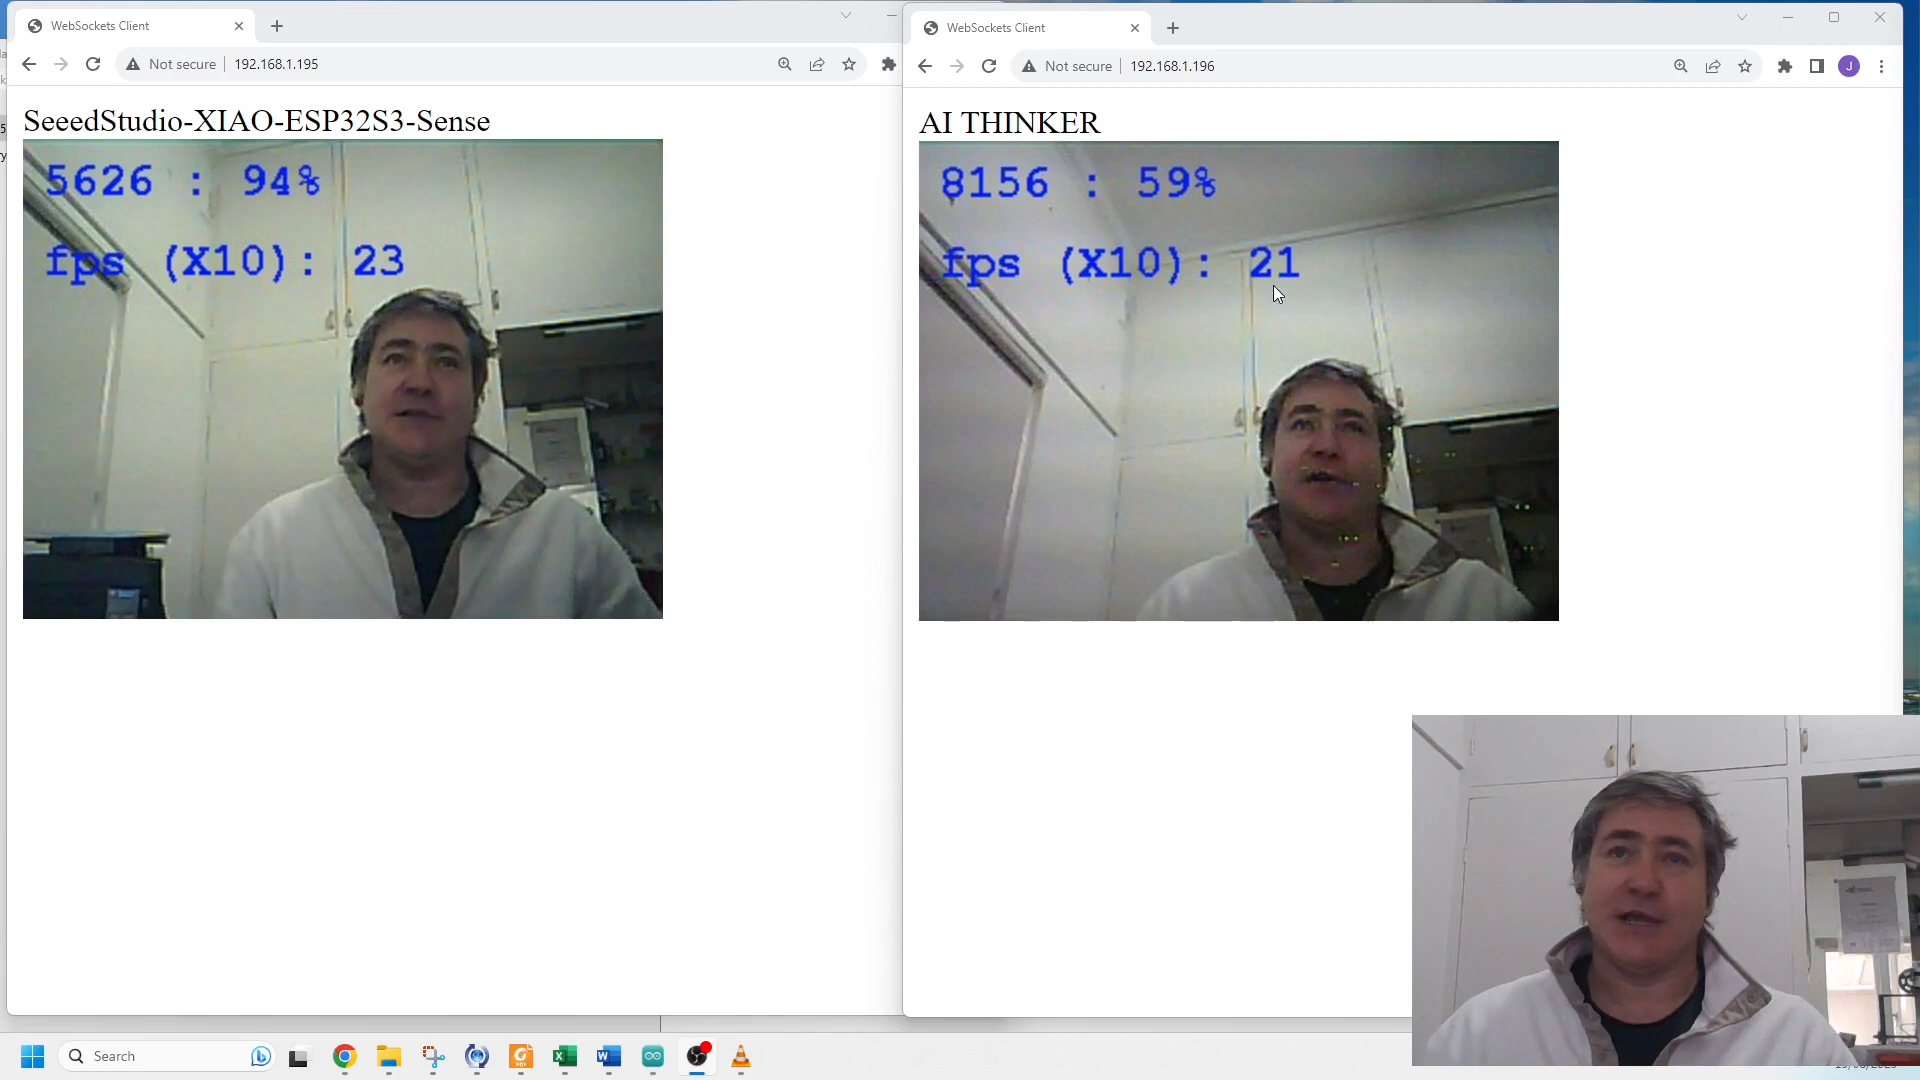 WebSockets Client
Not secure
192.168.1.195
SeeedStudio-XIAO-ESP32S3-Sense
5626 : 94%
fps (X10): 23
WebSockets Client
Not secure
192.168.1.196
J
AI THINKER
8156 : 59%
fps (X10): 21
Search